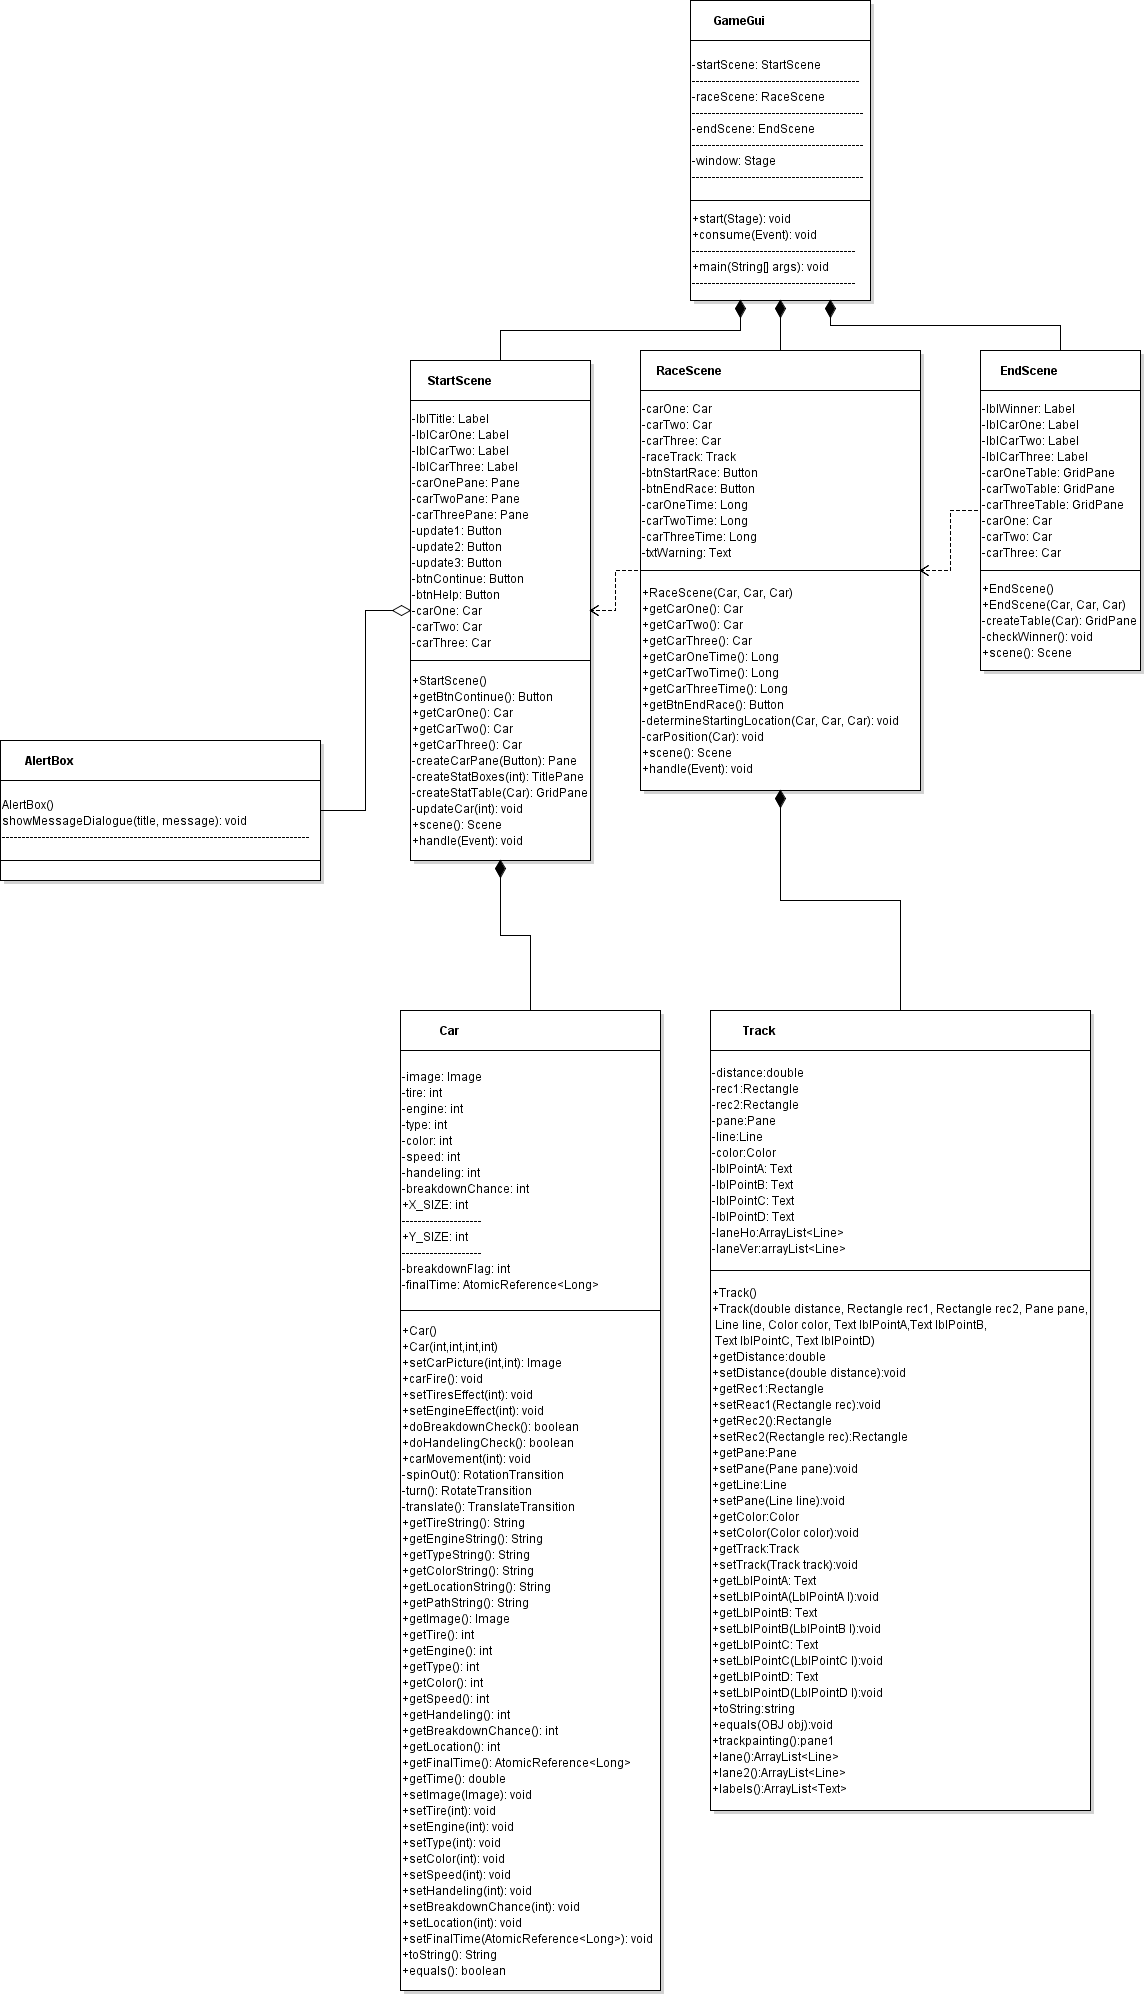 GameGui
-startScene: StartScene
-raceScene: RaceScene
-endScene: EndScene
-window: Stage
+start(Stage): void
+consume(Event): void
+main(String[] args): void
StartScene
-lblTitle: Label
-lblCarOne: Label
-lblCarTwo: Label
-lblCarThree: Label
-carOnePane: Pane
-carTwoPane: Pane
-carThreePane: Pane
-update1: Button
-update2: Button
-update3: Button
-btnContinue: Button
-btnHelp: Button
-carOne: Car
-carTwo: Car
-carThree: Car
+StartScene()
+getBtnContinue(): Button
+getCarOne(): Car
+getCarTwo(): Car
+getCarThree(): Car
-createCarPane(Button): Pane
-createStatBoxes(int): TitlePane
-createStatTable(Car): GridPane
-updateCar(int): void
+scene(): Scene
+handle(Event): void
RaceScene
-carOne: Car
-carTwo: Car
-carThree: Car
-raceTrack: Track
-btnStartRace: Button
-btnEndRace: Button
-carOneTime: Long
-carTwoTime: Long
-carThreeTime: Long
-txtWarning: Text
+RaceScene(Car, Car, Car)
+getCarOne(): Car
+getCarTwo(): Car
+getCarThree(): Car
+getCarOneTime(): Long
+getCarTwoTime(): Long
+getCarThreeTime(): Long
+getBtnEndRace(): Button
-determineStartingLocation(Car, Car, Car): void
-carPosition(Car): void
+scene(): Scene
+handle(Event): void
EndScene
-lblWinner: Label
-lblCarOne: Label
-lblCarTwo: Label
-lblCarThree: Label
-carOneTable: GridPane
-carTwoTable: GridPane
-carThreeTable: GridPane
-carOne: Car
-carTwo: Car
-carThree: Car
+EndScene()
+EndScene(Car, Car, Car)
-createTable(Car): GridPane
-checkWinner(): void
+scene(): Scene
AlertBox
AlertBox()
showMessageDialogue(title, message): void
Car
-image: Image
-tire: int
-engine: int
-type: int
-color: int
-speed: int
-handeling: int
-breakdownChance: int
+X_SIZE: int
+Y_SIZE: int
-breakdownFlag: int
-finalTime: AtomicReference<Long>
+Car()
+Car(int,int,int,int)
+setCarPicture(int,int): Image
+carFire(): void
+setTiresEffect(int): void
+setEngineEffect(int): void
+doBreakdownCheck(): boolean
+doHandelingCheck(): boolean
+carMovement(int): void
-spinOut(): RotationTransition
-turn(): RotateTransition
-translate(): TranslateTransition
+getTireString(): String
+getEngineString(): String
+getTypeString(): String
+getColorString(): String
+getLocationString(): String
+getPathString(): String
+getImage(): Image
+getTire(): int
+getEngine(): int
+getType(): int
+getColor(): int
+getSpeed(): int
+getHandeling(): int
+getBreakdownChance(): int
+getLocation(): int
+getFinalTime(): AtomicReference<Long>
+getTime(): double
+setImage(Image): void
+setTire(int): void
+setEngine(int): void
+setType(int): void
+setColor(int): void
+setSpeed(int): void
+setHandeling(int): void
+setBreakdownChance(int): void
+setLocation(int): void
+setFinalTime(AtomicReference<Long>): void
+toString(): String
+equals(): boolean
Track
-distance:double
-rec1:Rectangle
-rec2:Rectangle
-pane:Pane
-line:Line
-color:Color
-lblPointA: Text
-lblPointB: Text
-lblPointC: Text
-lblPointD: Text
-laneHo:ArrayList<Line>
-laneVer:arrayList<Line>
+Track()
+Track(double distance, Rectangle rec1, Rectangle rec2, Pane pane,
Line line, Color color, Text lblPointA,Text lblPointB,
Text lblPointC, Text lblPointD)
+getDistance:double
+setDistance(double distance):void
+getRec1:Rectangle
+setReac1(Rectangle rec):void
+getRec2():Rectangle
+setRec2(Rectangle rec):Rectangle
+getPane:Pane
+setPane(Pane pane):void
+getLine:Line
+setPane(Line line):void
+getColor:Color
+setColor(Color color):void
+getTrack:Track
+setTrack(Track track):void
+getLblPointA: Text
+setLblPointA(LblPointA l):void
+getLblPointB: Text
+setLblPointB(LblPointB l):void
+getLblPointC: Text
+setLblPointC(LblPointC l):void
+getLblPointD: Text
+setLblPointD(LblPointD l):void
+toString:string
+equals(OBJ obj):void
+trackpainting():pane1
+lane():ArrayList<Line>
+lane2():ArrayList<Line>
+labels():ArrayList<Text>